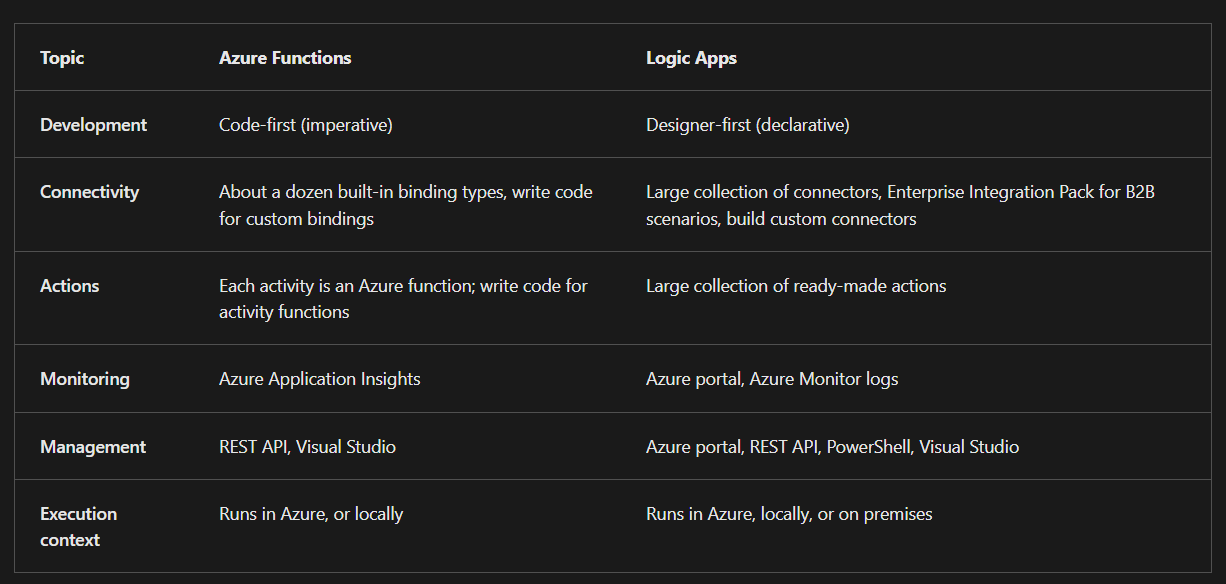 Topic
Azure Functions
Logic Apps
Development
Code-first (imperative)
Designer-first (declarative)
Connectivity
About a dozen built-in binding types, write code
for custom bindings
Large collection of connectors, Enterprise Integration Pack for B2B
scenarios, build custom connectors
Actions
Each activity is an Azure function; write code for
activity functions
Large collection of ready-made actions
Monitoring
Azure Application Insights
Azure portal, Azure Monitor logs
Management
REST API, Visual Studio
Azure portal, REST API, PowerShell, Visual Studio
Execution
context
Runs in Azure, or locally
Runs in Azure, locally, or on premises